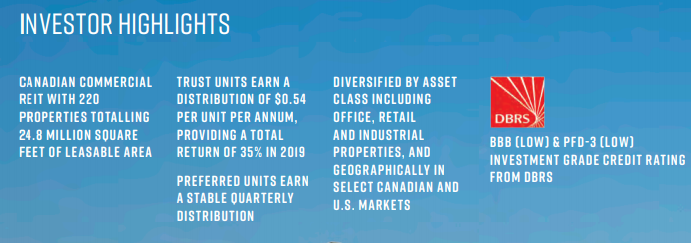 INVESTOR HIGHLIGHTS
CANADIAN COMMERCIAL
REIT WITH 220
PROPERTIES TOTALLING
24.8 MILLION SQUARE
FEET OF LEASABLE AREA
TRUST UNITS EARN A
DISTRIBUTION OF $0.54
PER UNIT PER ANNUM,
PROVIDING A TOTAL
RETURN OF 35% IN 2019
PREFERRED UNITS EARN
A STABLE QUARTERLY
DISTRIBUTION
DIVERSIFIED BY ASSET
CLASS INCLUDING
OFFICE, RETAIL
AND INDUSTRIAL
PROPERTIES, AND
GEOGRAPHICALLY IN
SELECT CANADIAN AND
U.S. MARKETS
DBRS
BBB (LOW) & PFD-3 (LOW)
INVESTMENT GRADE CREDIT RATING
FROM DBRS